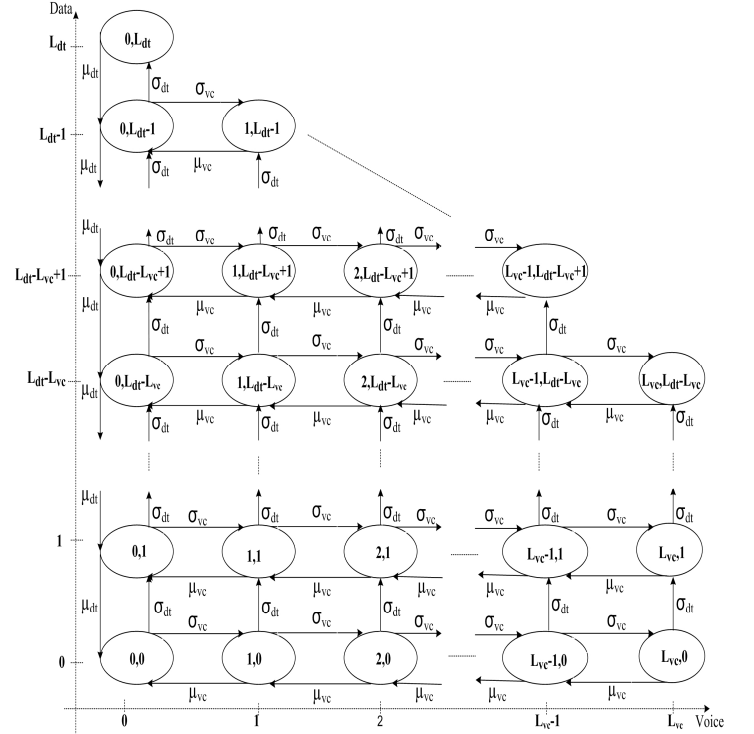 Data
L_dt
0,L_dt
μ_dt
σ_dt
σ_vc
L_dt-1
0,L_dt-1
1,L_dt-1
μ_dt
σ_dt
μ_vc
σ_dt
μ_dt
σ_dt
σ_vc
σ_dt
σ_vc
σ_dt
σ_vc
σ_vc
L_dt-L_vc+1
0,L_dt-L_vc+1
1,L_dt-L_vc+1
2,L_dt-L_vc+1
L_vc-1,L_dt-L_vc+1
μ_dt
μ_vc
μ_vc
μ_vc
μ_vc
σ_dt
σ_dt
σ_dt
σ_dt
σ_vc
σ_vc
σ_vc
σ_vc
σ_vc
L_dt-L_vc
0,L_dt-L_vc
1,L_dt-L_vc
2,L_dt-L_vc
L_vc-1,L_dt-L_vc
L_vc,L_dt-L_vc
μ_dt
μ_vc
μ_vc
μ_vc
μ_vc
μ_vc
σ_dt
σ_dt
σ_dt
σ_dt
σ_dt
μ_dt
σ_dt
σ_vc
σ_dt
σ_vc
σ_dt
σ_vc
σ_vc
σ_dt
σ_vc
σ_dt
1
0,1
1,1
2,1
L_vc-1,1
L_vc,1
μ_vc
μ_vc
μ_vc
μ_vc
μ_vc
μ_dt
σ_dt
σ_dt
σ_dt
σ_dt
σ_dt
σ_vc
σ_vc
σ_vc
σ_vc
σ_vc
0
0,0
1,0
2,0
L_vc-1,0
L_vc,0
μ_vc
μ_vc
μ_vc
μ_vc
μ_vc
0
1
2
L_vc-1
L_vc
Voice